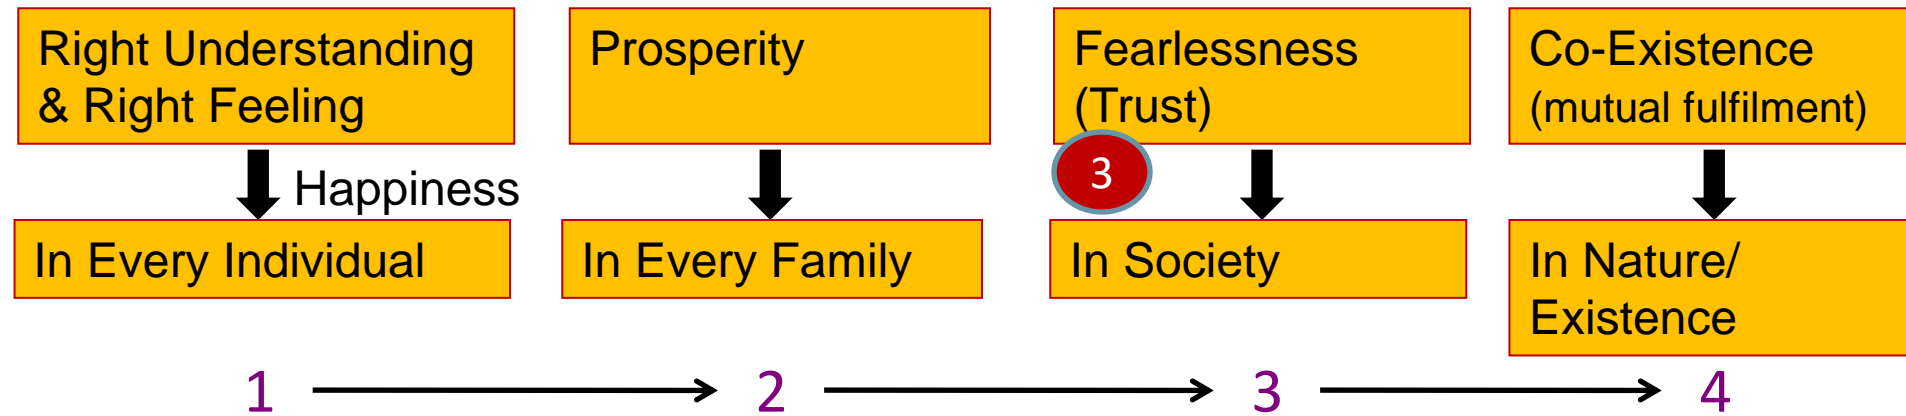 Right Understanding
& Right Feeling
Prosperity
Fearlessness
(Trust)
Co-Existence
(mutual fulfilment)
3
Happiness
In Every Individual
In Every Family
In Society
In Nature/
Existence
1
2
3
4